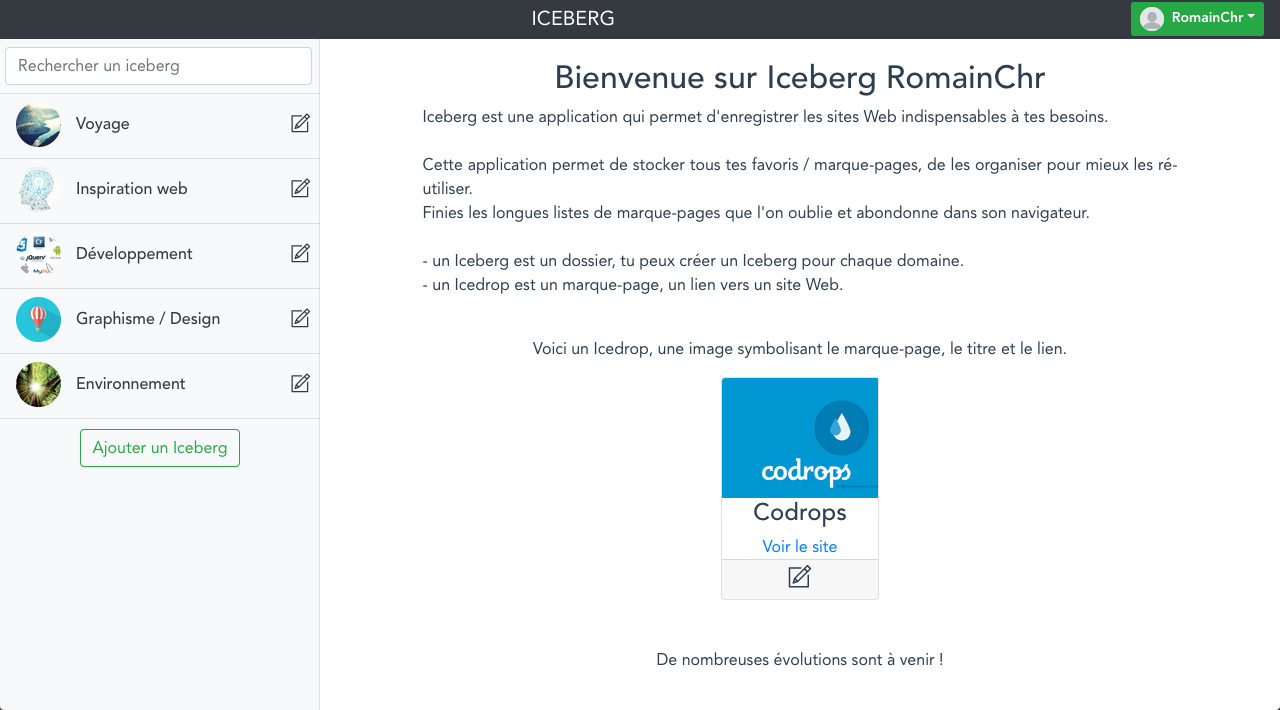 ICEBERG
RomainChr
Rechercher un iceberg
Voyage
Inspiration web
Développement
Graphisme / Design
Environnement
Ajouter un Iceberg
Bienvenue sur Iceberg RomainChr
Iceberg est une application qui permet d'enregistrer les sites Web indispensables à tes besoins.
Cette application permet de stocker tous tes favoris / marque-pages, de les organiser pour mieux les ré-
utiliser.
Finies les longues listes de marque-pages que l'on oublie et abondonne dans son navigateur.
- un Iceberg est un dossier, tu peux créer un Iceberg pour chaque domaine.
- un Icedrop est un marque-page, un lien vers un site Web.
Voici un Icedrop, une image symbolisant le marque-page, le titre et le lien.
codrops
Codrops
Voir le site
De nombreuses évolutions sont à venir !
jQuery
MySQL